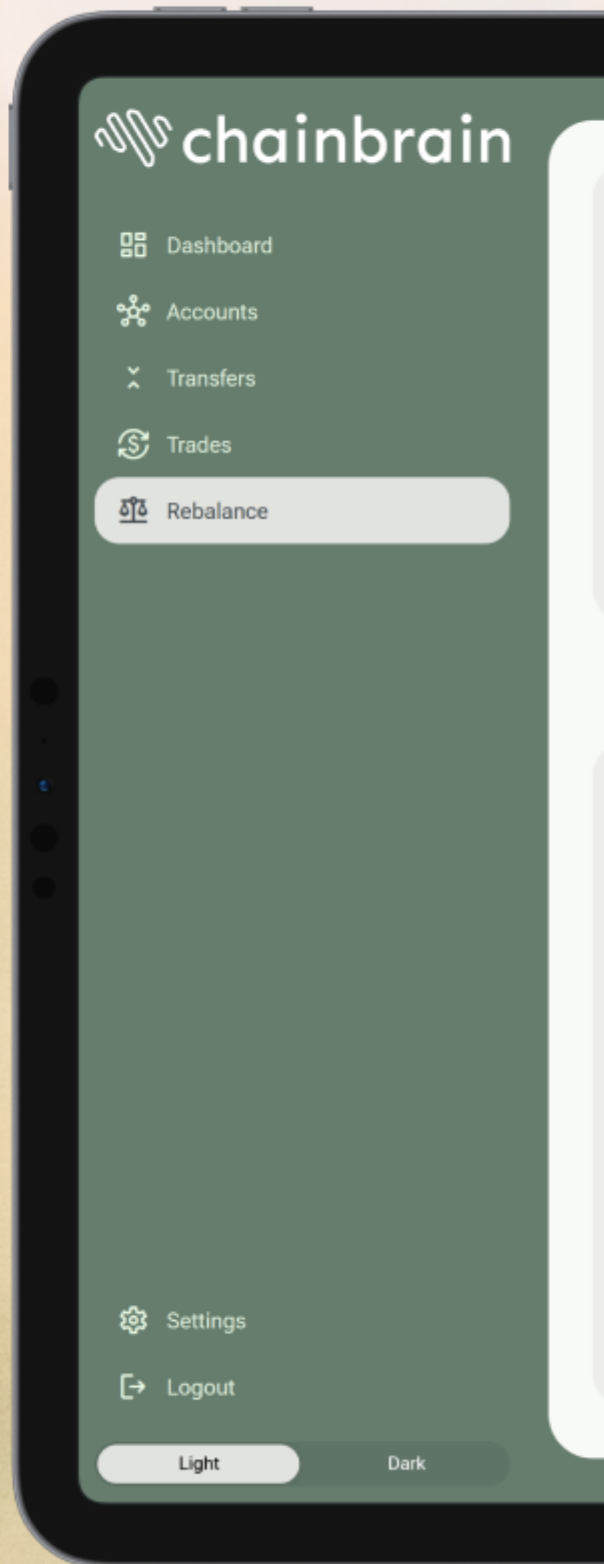 chainbrain
Dashboard
Accounts
Transfers
Trades
Rebalance
Settings
Logout
Light
Dark